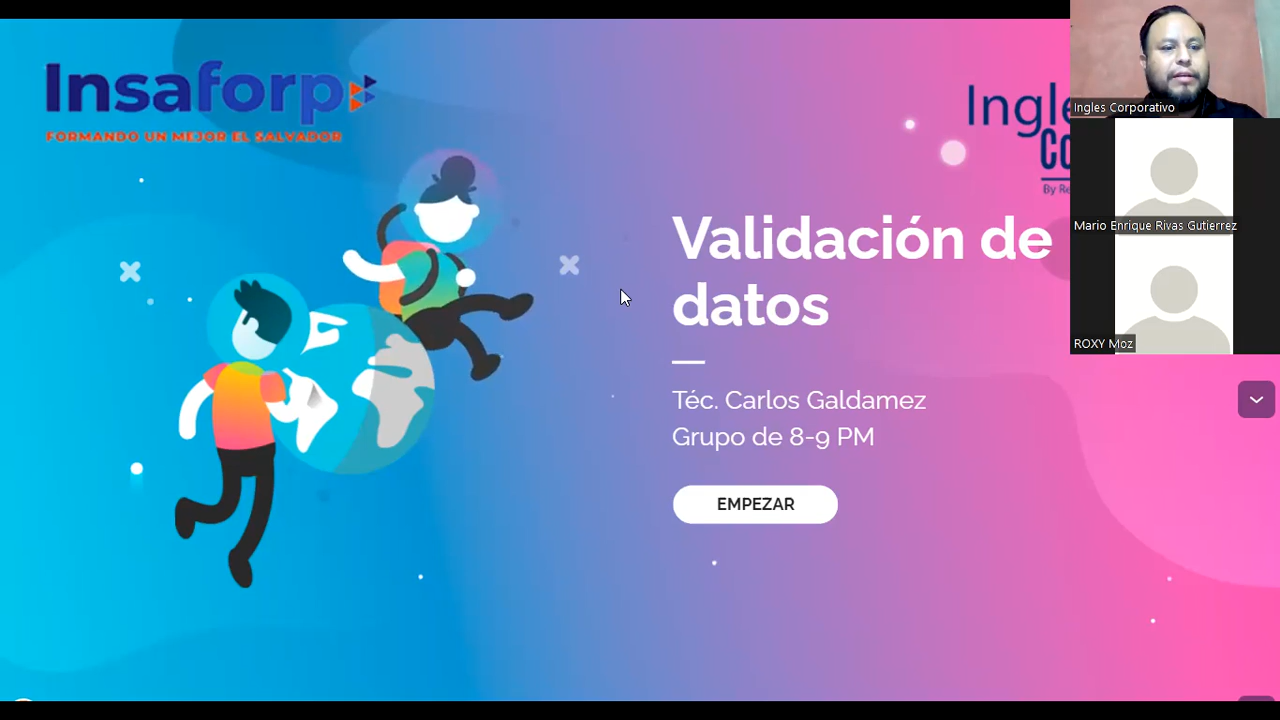 Insaforp
FORMANDO UN MEJOR EL SALVADOR
Validación de
datos
Téc. Carlos Galdamez
Grupo de 8-9 PM
EMPEZAR
Ingles Corporativo
Mario Enrique Rivas Gutierrez
ROXY Moz